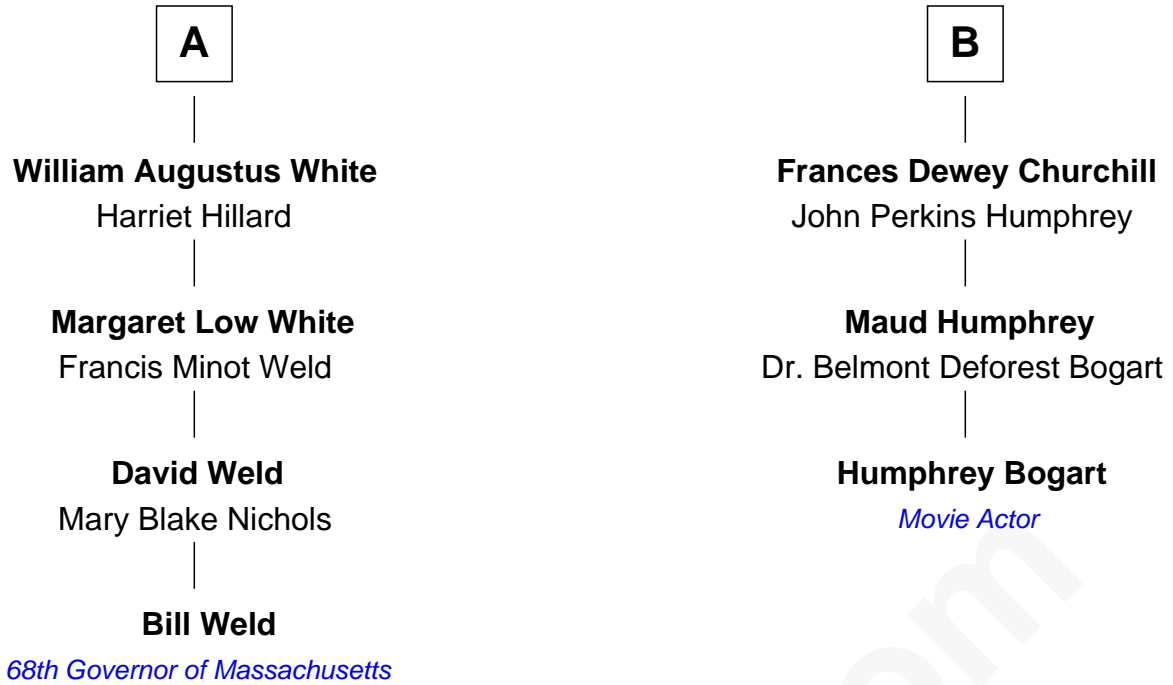 A
William Augustus White
Harriet Hillard
Margaret Low White
Francis Minot Weld
David Weld
Mary Blake Nichols
Bill Weld
68th Governor of Massachusetts
B
Frances Dewey Churchill
John Perkins Humphrey
Maud Humphrey
Dr. Belmont Deforest Bogart
Humphrey Bogart
Movie Actor
om